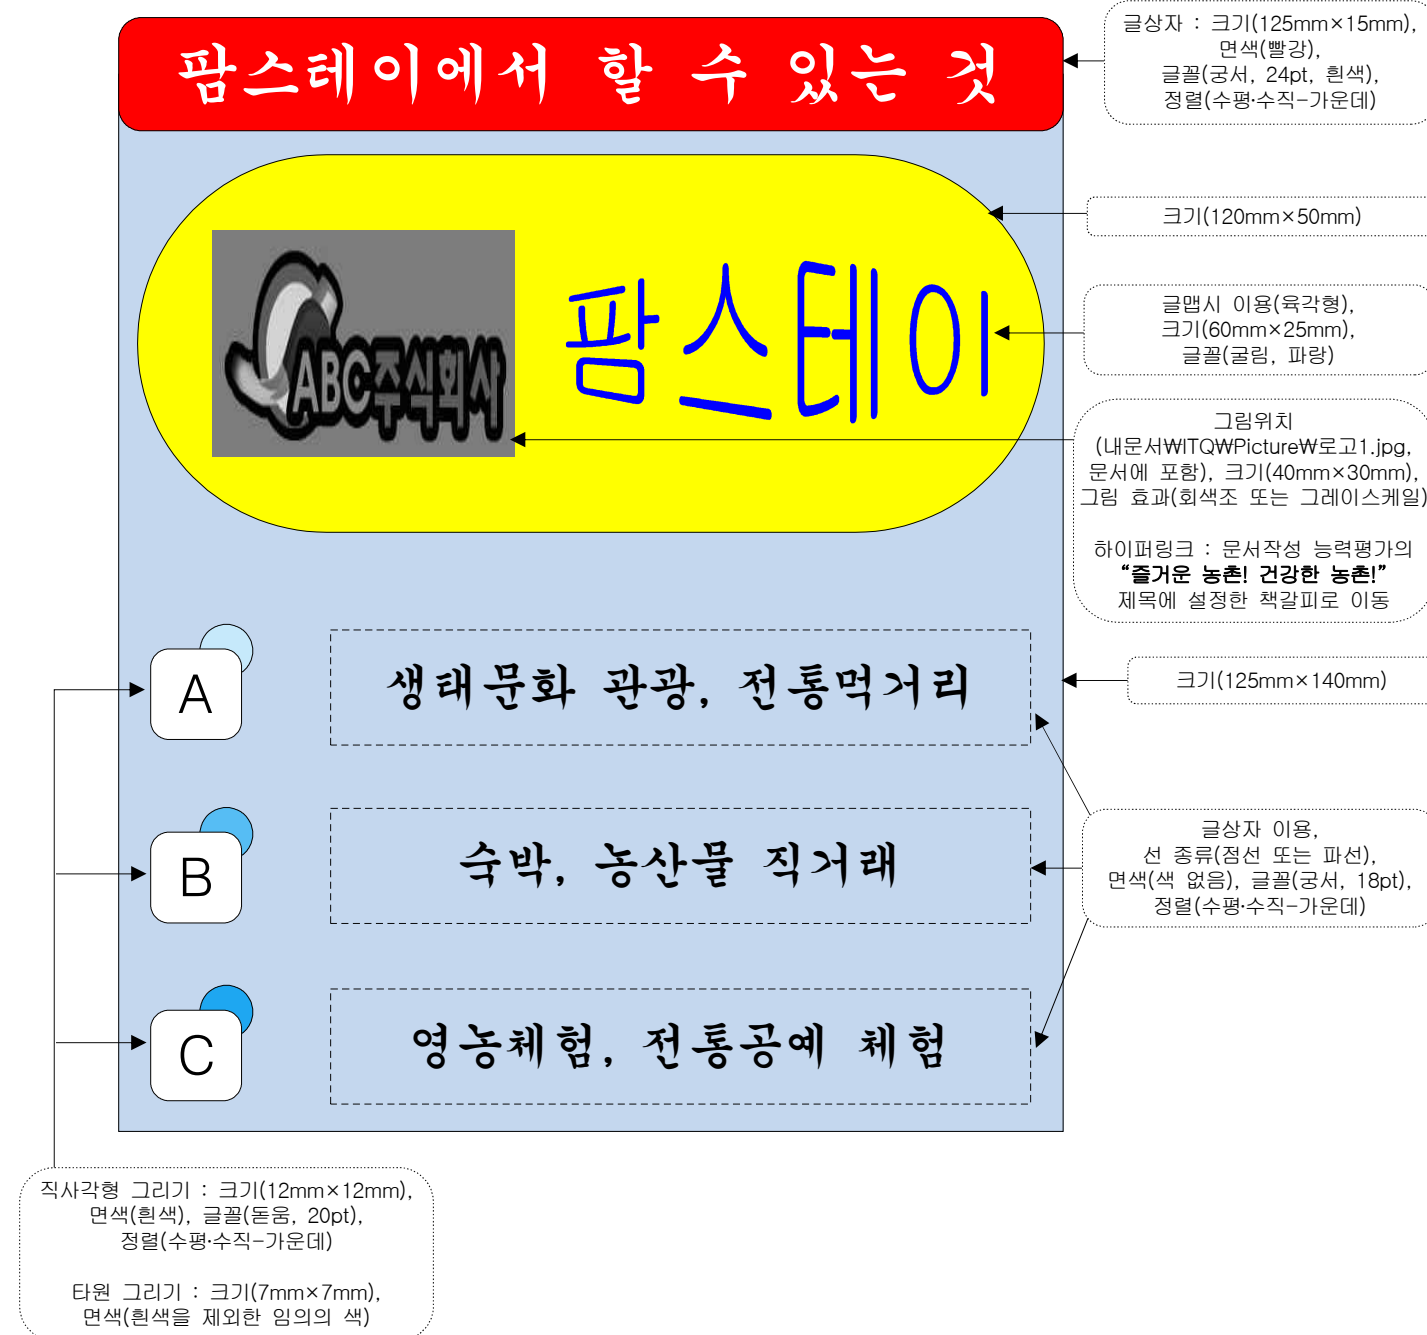 팜스테이에서 할 수 있는 것
글상자 : 크기(125mm×15mm),
면색(빨강),
글꼴(궁서, 24pt, 흰색),
정렬(수평·수직-가운데)
크기(120mm×50mm)
ABC주식회사
팜스테이
글맵시 이용(육각형),
크기(60mm×25mm),
글꼴(굴림, 파랑)
그림위치
(내문서₩ITQ₩Picture₩로고1.jpg,
문서에 포함), 크기(40mm×30mm),
그림 효과(회색조 또는 그레이스케일)
하이퍼링크 : 문서작성 능력평가의
“즐거운 농촌! 건강한 농촌!”
제목에 설정한 책갈피로 이동
A
생태문화 관광, 전통먹거리
크기(125mm×140mm)
B
숙박, 농산물 직거래
글상자 이용,
선 종류(점선 또는 파선),
면색(색 없음), 글꼴(궁서, 18pt),
정렬(수평·수직-가운데)
C
영농체험, 전통공예 체험
직사각형 그리기 : 크기(12mm×12mm),
면색(흰색), 글꼴(돋움, 20pt),
정렬(수평·수직-가운데)
타원 그리기 : 크기(7mm×7mm),
면색(흰색을 제외한 임의의 색)